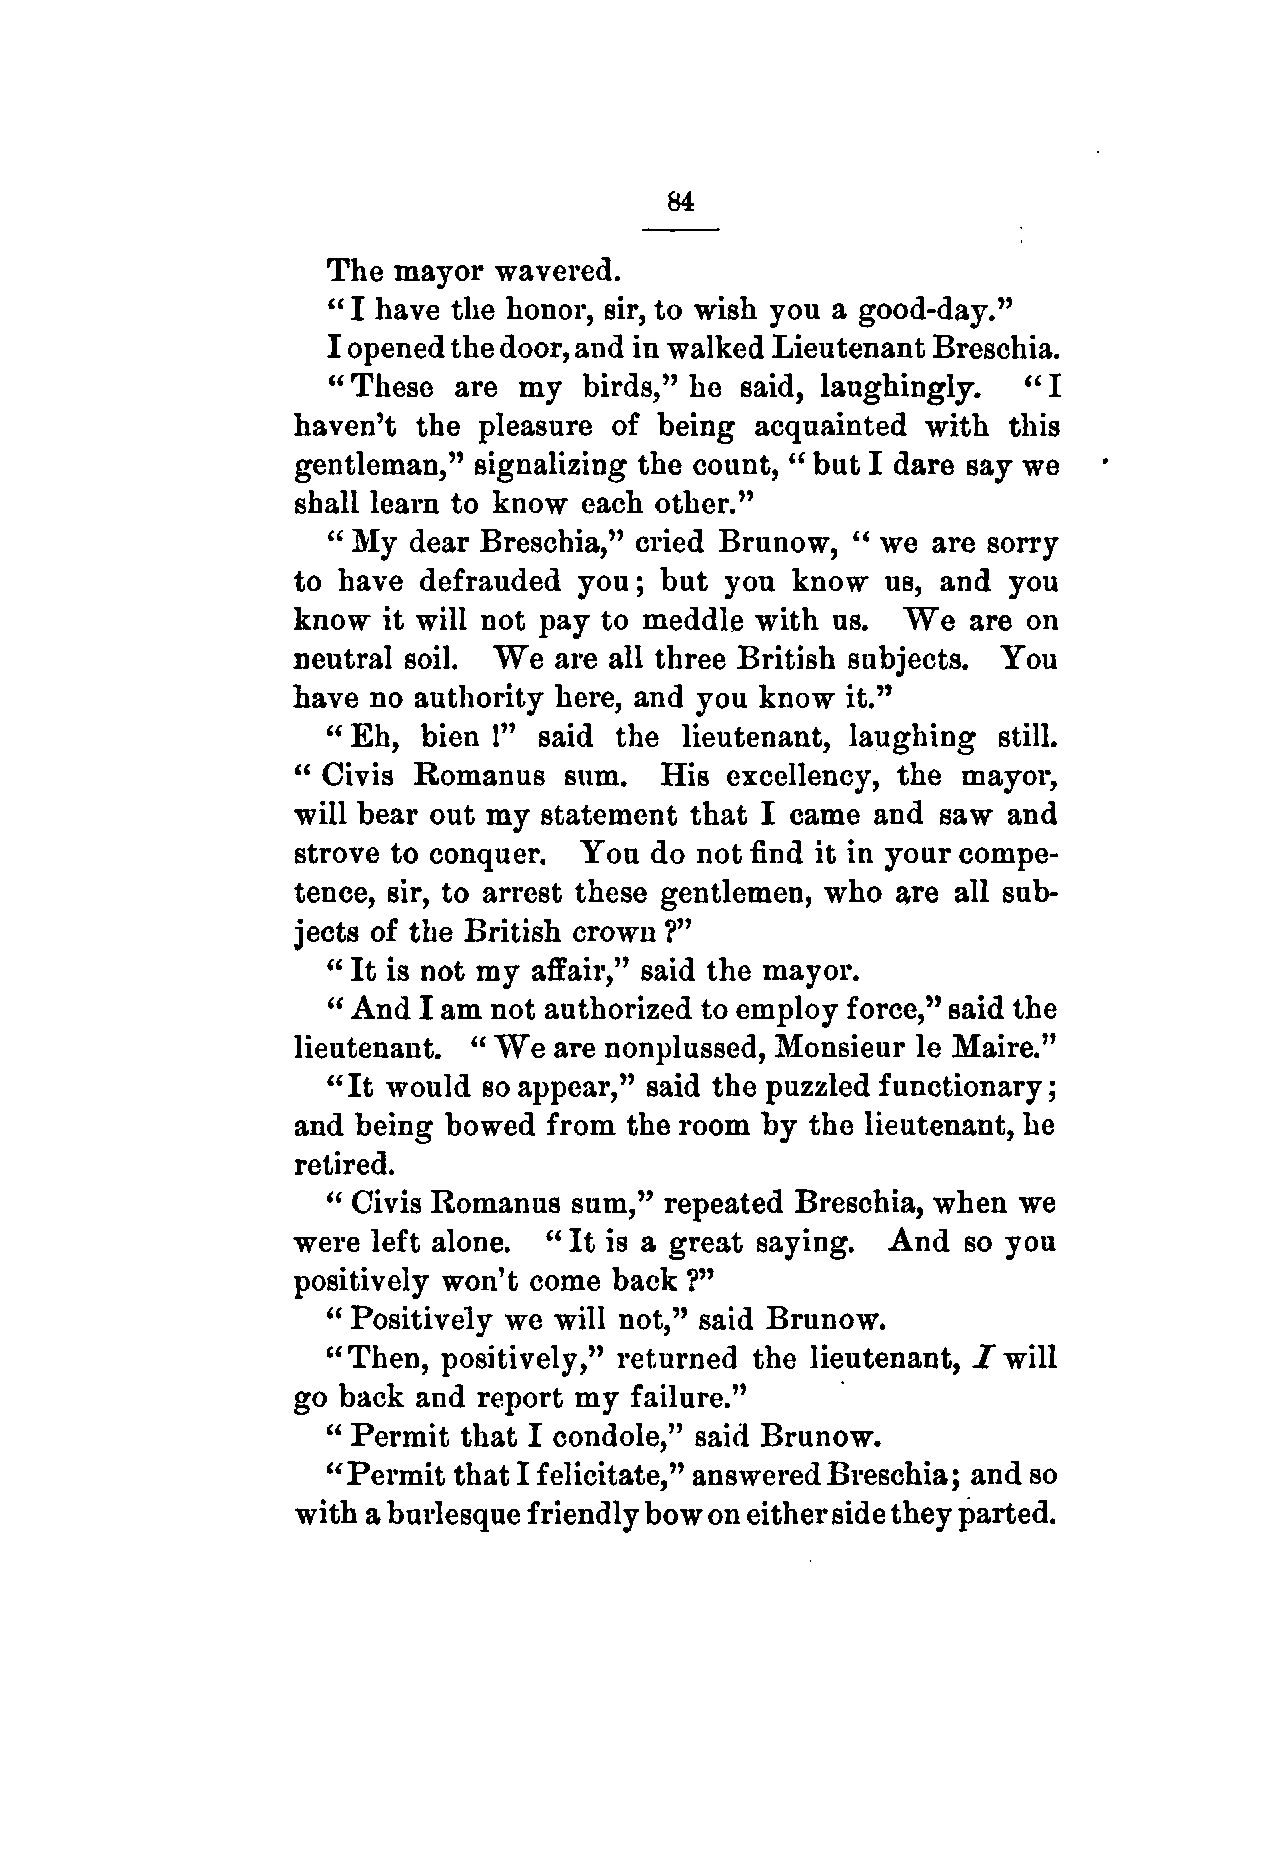 84
The mayor wavered.
“I have the honor, sir, to wish you a good-day.”
I opened the door, and in walked Lieutenant Breschia.
“These are my birds,” he said, laughingly. “I
haven’t the pleasure of being acquainted with this
gentleman,” signalizing the count, “but I dare say we
shall learn to know each other.”
“My dear Breschia,” cried Brunow, “we are sorry
to have defrauded you; but you know us, and you
know it will not pay to meddle with us. We are on
neutral soil. We are all three British subjects. You
have no authority here, and you know it.”
“Eh, bien!” said the lieutenant, laughing still.
“Civis Romanus sum. His excellency, the mayor,
will bear out my statement that I came and saw and
strove to conquer. You do not find it in your compe-
tence, sir, to arrest these gentlemen, who are all sub-
jects of the British crown?”
“It is not my affair,” said the mayor.
“And I am not authorized to employ force,” said the
lieutenant. “We are nonplussed, Monsieur le Maire.”
“It would so appear,” said the puzzled functionary;
and being bowed from the room by the lieutenant, he
retired.
“Civis Romanus sum,” repeated Breschia, when we
were left alone. “It is a great saying. And so you
positively won’t come back?”
“Positively we will not,” said Brunow.
“Then, positively,” returned the lieutenant, I will
go back and report my failure.”
“Permit that I condole,” said Brunow.
“Permit that I felicitate,” answered Breschia; and so
with a burlesque friendly bow on either side they parted.